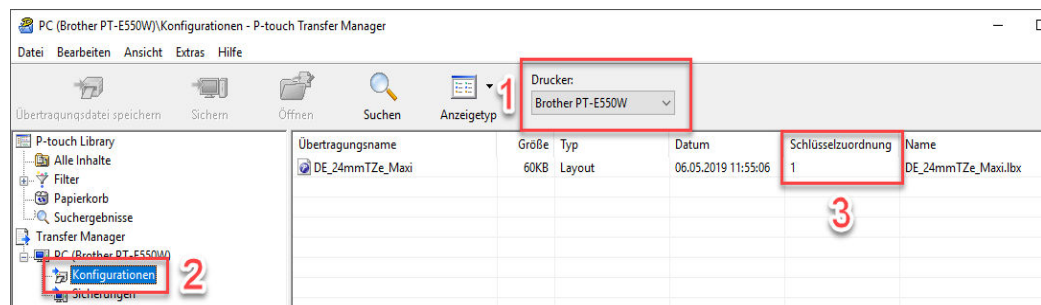 PC (Brother PT-E550W)\Konfigurationen - P-touch Transfer Manager
Datei Bearbeiten Ansicht Extras Hilfe
Drucker:
1
Brother PT-E550W
Übertragungsdatei speichern Sichern Öffnen Suchen Anzeigetyp
P-touch Library
Alle Inhalte
Filter
Papierkorb
Suchergebnisse
Transfer Manager
PC (Brother PT-E550W)
Konfigurationen
2
Sicherungen
Übertragungsname Größe Typ Datum Schlüsselzuordnung Name
DE_24mmTZe_Maxi 60KB Layout 06.05.2019 11:55:06 1 DE_24mmTZe_Maxi.lbx
3